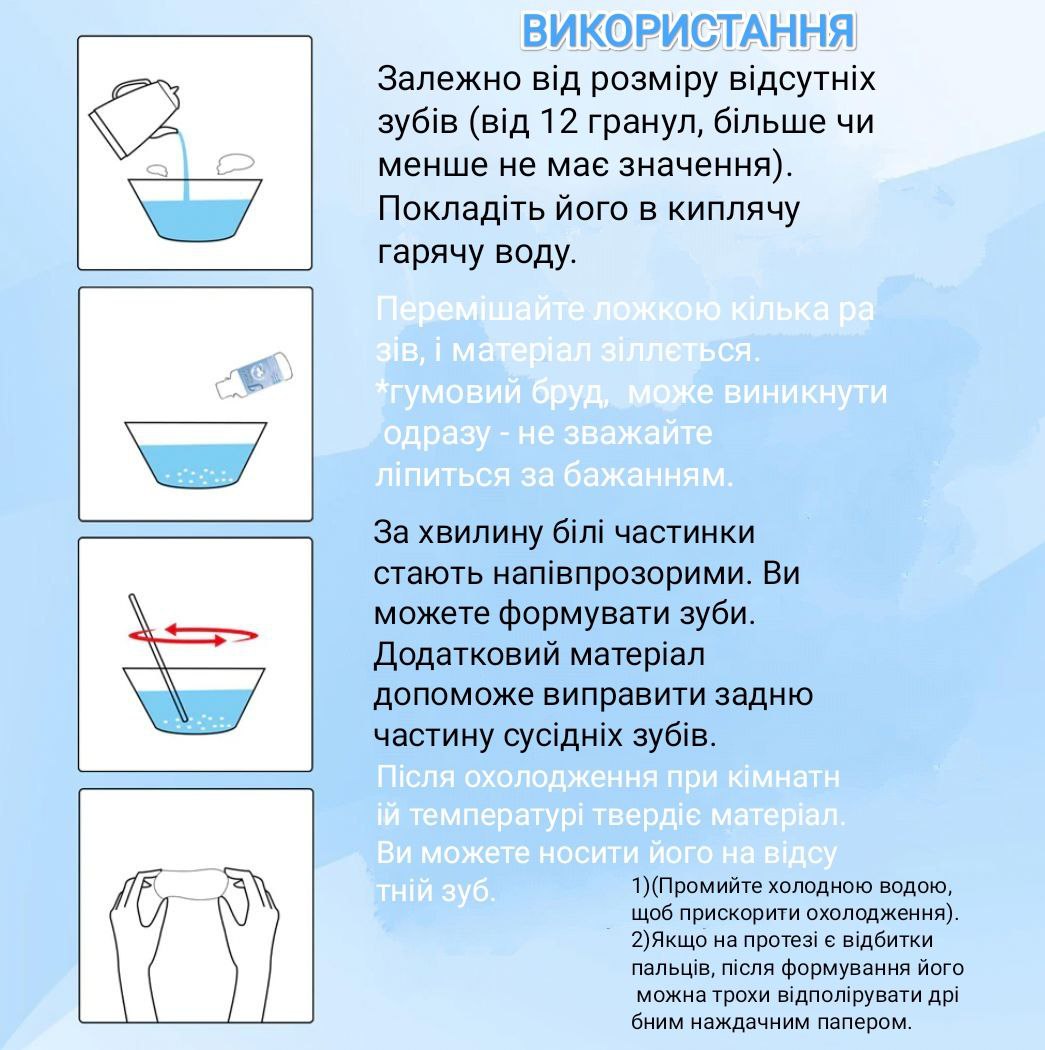 ВИКОРИСТАННЯ
Залежно від розміру відсутніх
зубів (від 12 гранул, більше чи
менше не має значення).
Покладіть його в киплячу
гарячу воду.
Перемішайте ложкою кілька ра
зів, і матеріал зіллється.
*гумовий бруд, може виникнути
одразу - не зважайте
ліпиться за бажанням.
За хвилину білі частинки
стають напівпрозорими. Ви
можете формувати зуби.
Додатковий матеріал
допоможе виправити задню
частину сусідніх зубів.
Після охолодження при кімнатн
ій температурі твердіє матеріал.
Ви можете носити його на відсу
тній зуб.
1)(Промийте холодною водою,
щоб прискорити охолодження).
2)Якщо на протезі є відбитки
пальців, після формування його
можна трохи відполірувати дрі
бним наждачним папером.